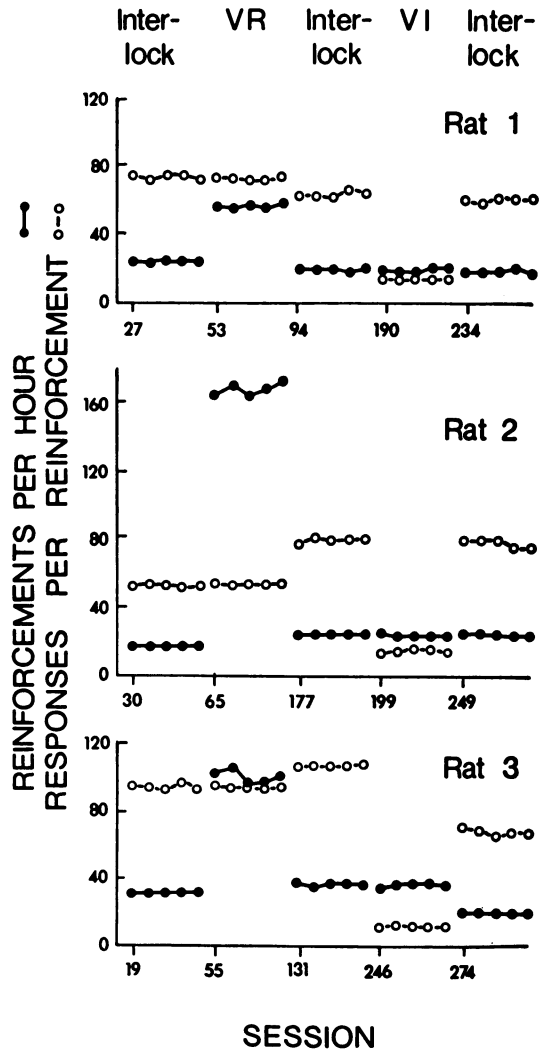 Inter- VR Inter- VI Inter-
lock lock lock
REINFORCEMENTS PER HOUR
RESPONSES PER REINFORCEMENT
120
Rat 1
80
40
0
27 53 94 190 234
160
Rat 2
120
80
40
0
30 65 177 199 249
120
Rat 3
80
40
0
19 55 131 246 274
SESSION